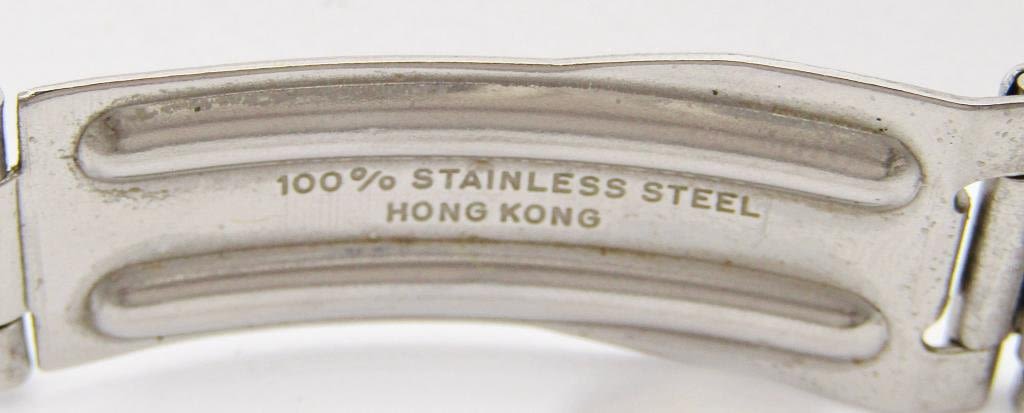 100% STAINLESS STEEL
HONG KONG